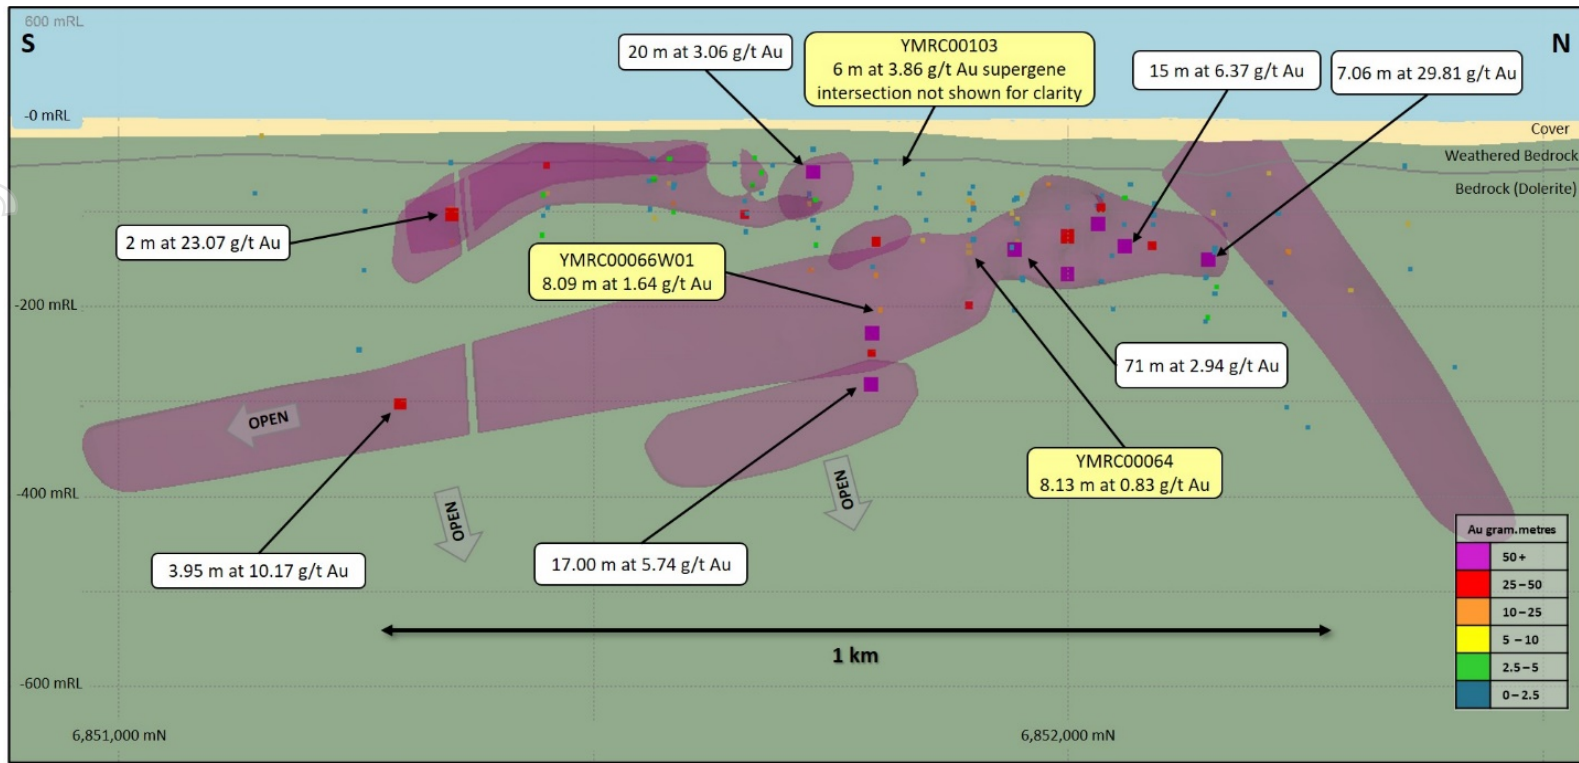 600 mRL
S
N
20 m at 3.06 g/t Au
YMRC00103
6 m at 3.86 g/t Au supergene
intersection not shown for clarity
15 m at 6.37 g/t Au
7.06 m at 29.81 g/t Au
-0 mRL
Cover
Weathered Bedrock
Bedrock (Dolerite)
2 m at 23.07 g/t Au
YMRC00066W01
8.09 m at 1.64 g/t Au
-200 mRL
71 m at 2.94 g/t Au
OPEN
YMRC00064
8.13 m at 0.83 g/t Au
-400 mRL
OPEN
OPEN
3.95 m at 10.17 g/t Au
17.00 m at 5.74 g/t Au
Au gram.metres
50+
25–50
10–25
5 – 10
2.5–5
0–2.5
1 km
-600 mRL
6,851,000 mN
6,852,000 mN